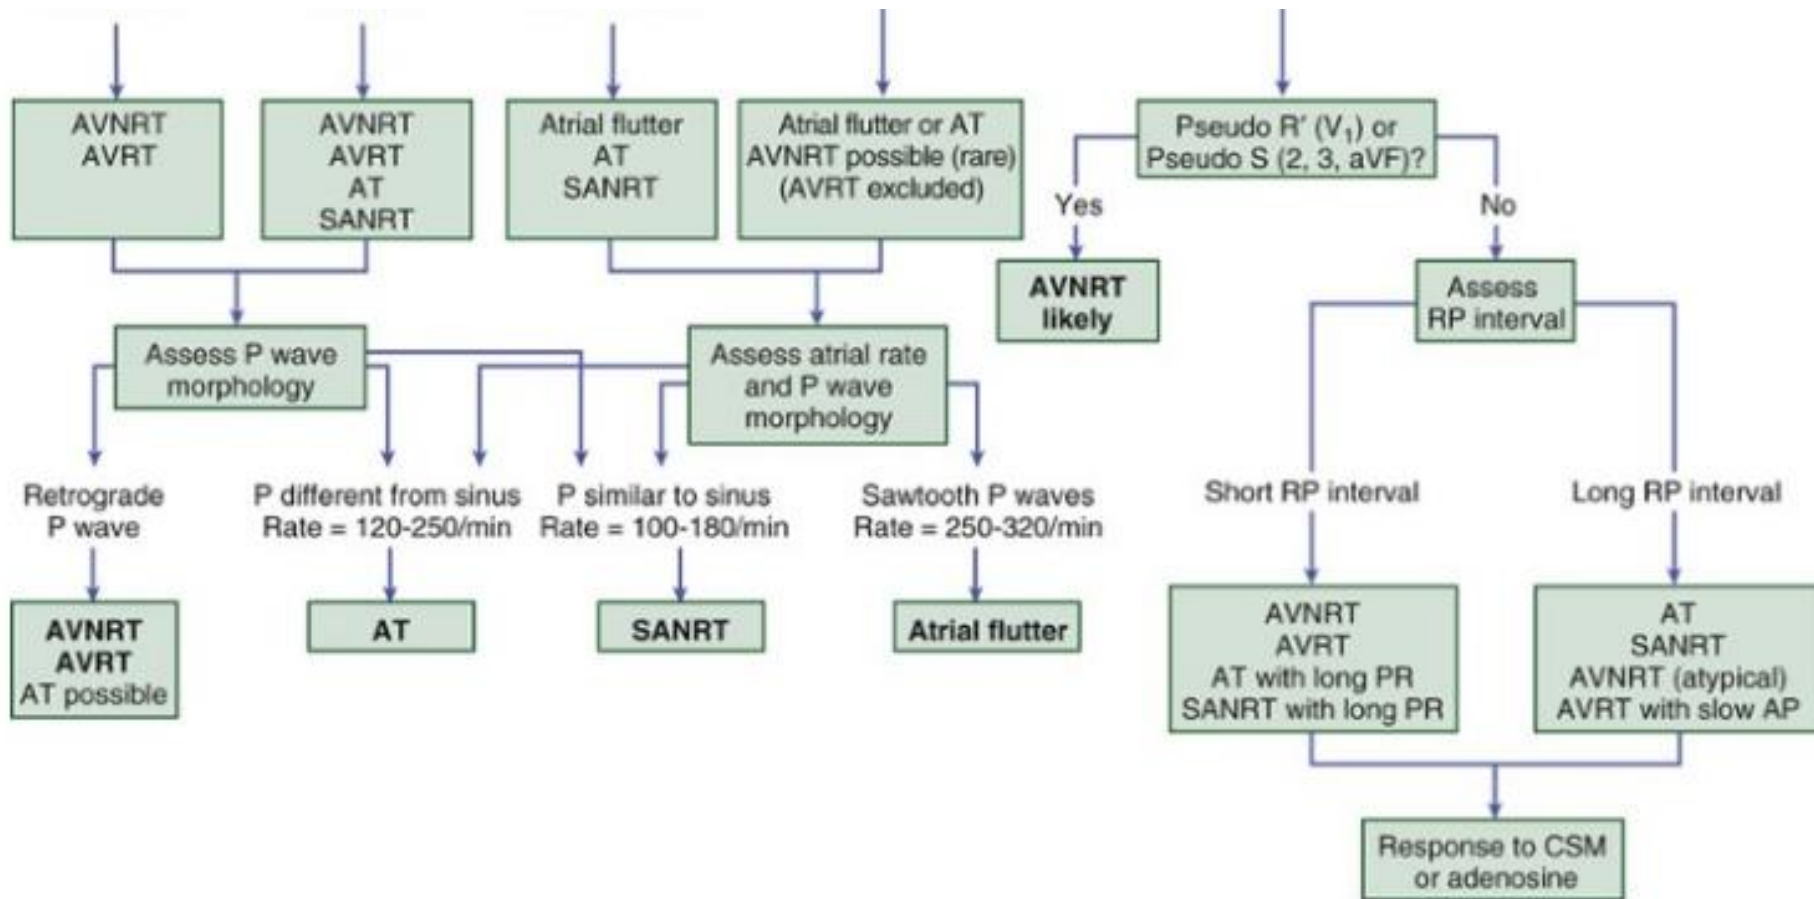 AVNRT
AVRT
AVNRT
AVRT
AT
SANRT
Atrial flutter
AT
SANRT
Atrial flutter or AT
AVNRT possible (rare)
(AVRT excluded)
Pseudo R′ (V₁) or
Pseudo S (2, 3, aVF)?
Yes
No
AVNRT
likely
Assess
RP interval
Assess P wave
morphology
Assess atrial rate
and P wave
morphology
Retrograde
P wave
P different from sinus
Rate = 120-250/min
P similar to sinus
Rate = 100-180/min
Sawtooth P waves
Rate = 250-320/min
Short RP interval
Long RP interval
AVNRT
AVRT
AT possible
AT
SANRT
Atrial flutter
AVNRT
AVRT
AT with long PR
SANRT with long PR
AT
SANRT
AVNRT (atypical)
AVRT with slow AP
Response to CSM
or adenosine